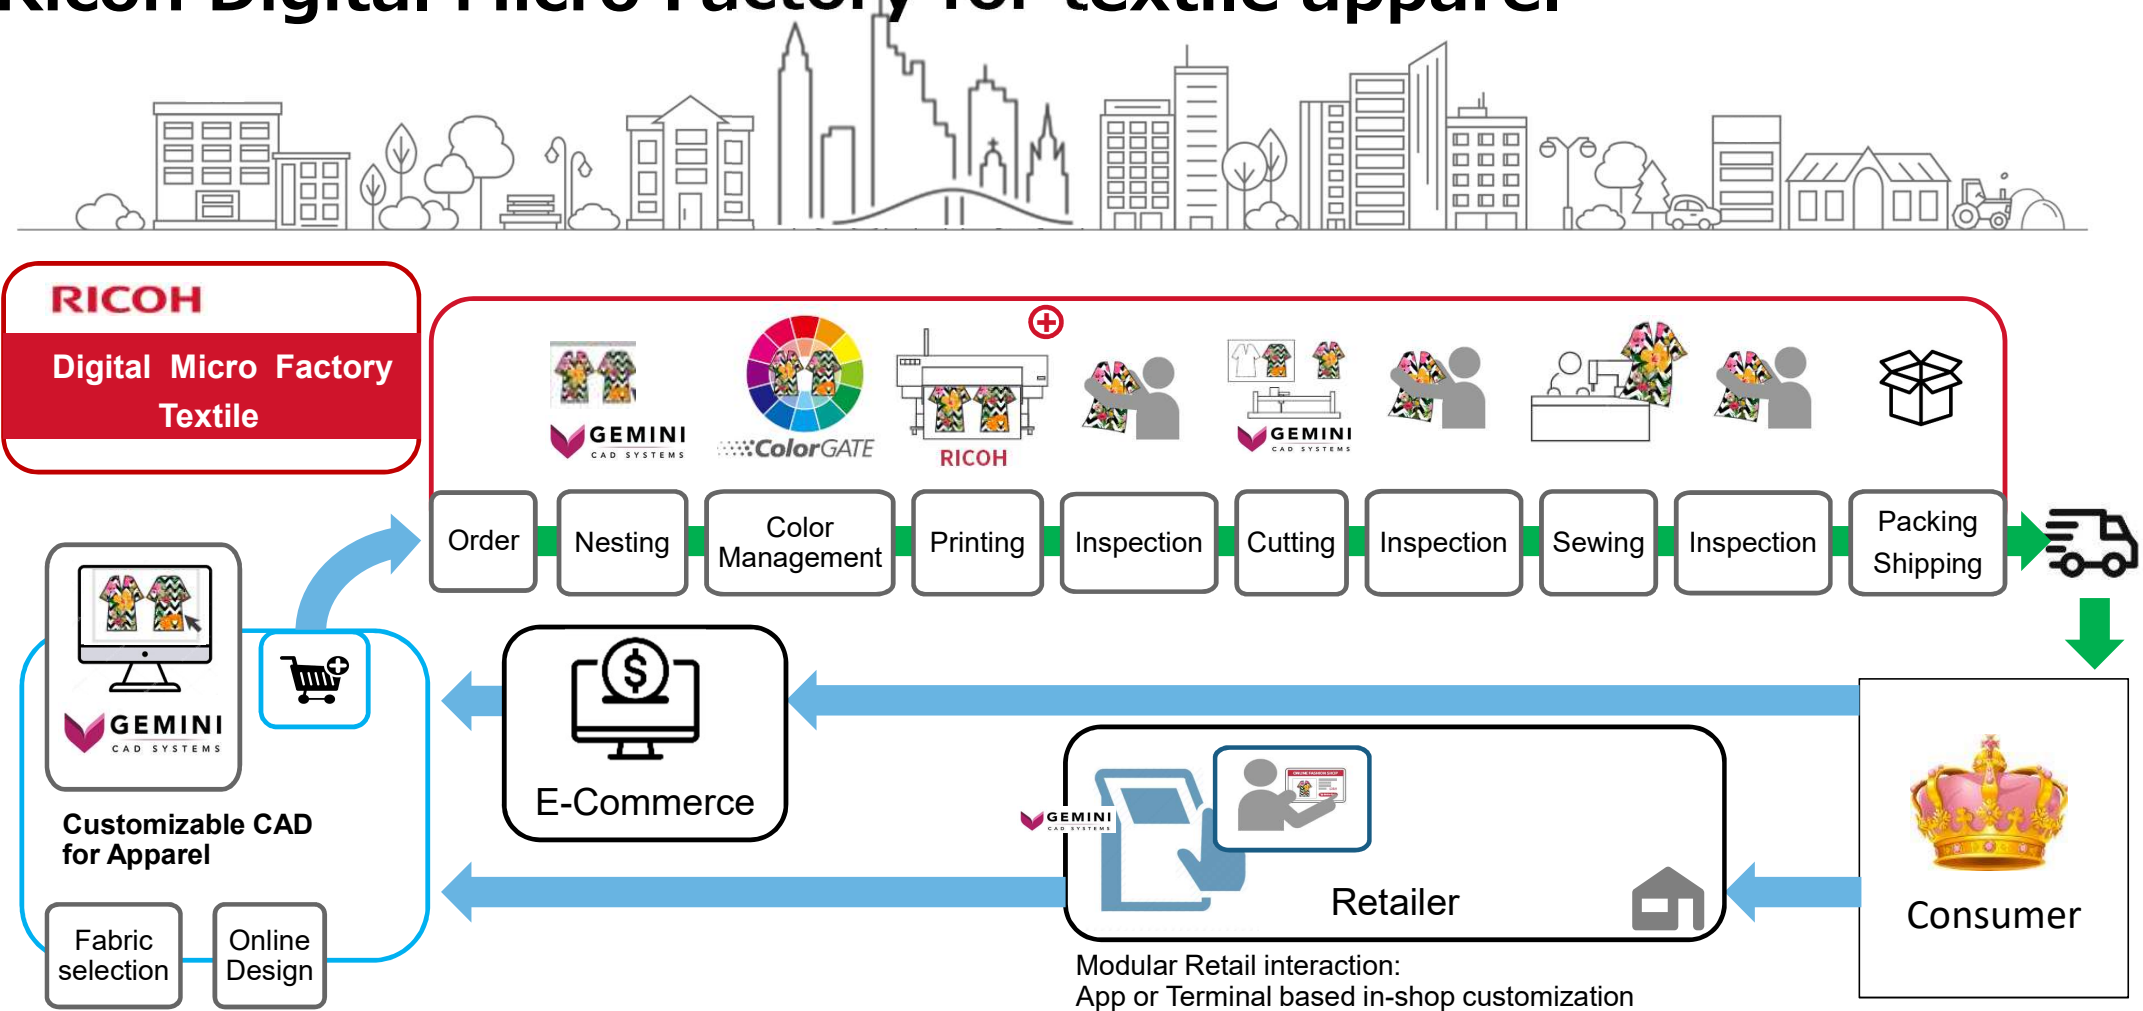 Ricoh Digital Micro Factory for textile apparel
RICOH
Digital Micro Factory
Textile
GEMINI
CAD SYSTEMS
ColorGATE
RICOH
GEMINI
CAD SYSTEMS
Order
Nesting
Color
Management
Printing
Inspection
Cutting
Inspection
Sewing
Inspection
Packing
Shipping
GEMINI
CAD SYSTEMS
Customizable CAD
for Apparel
Fabric
selection
Online
Design
$
E-Commerce
GEMINI
CAD SYSTEMS
ONLINE FASHION SHOP
Retailer
Modular Retail interaction:
App or Terminal based in-shop customization
Consumer